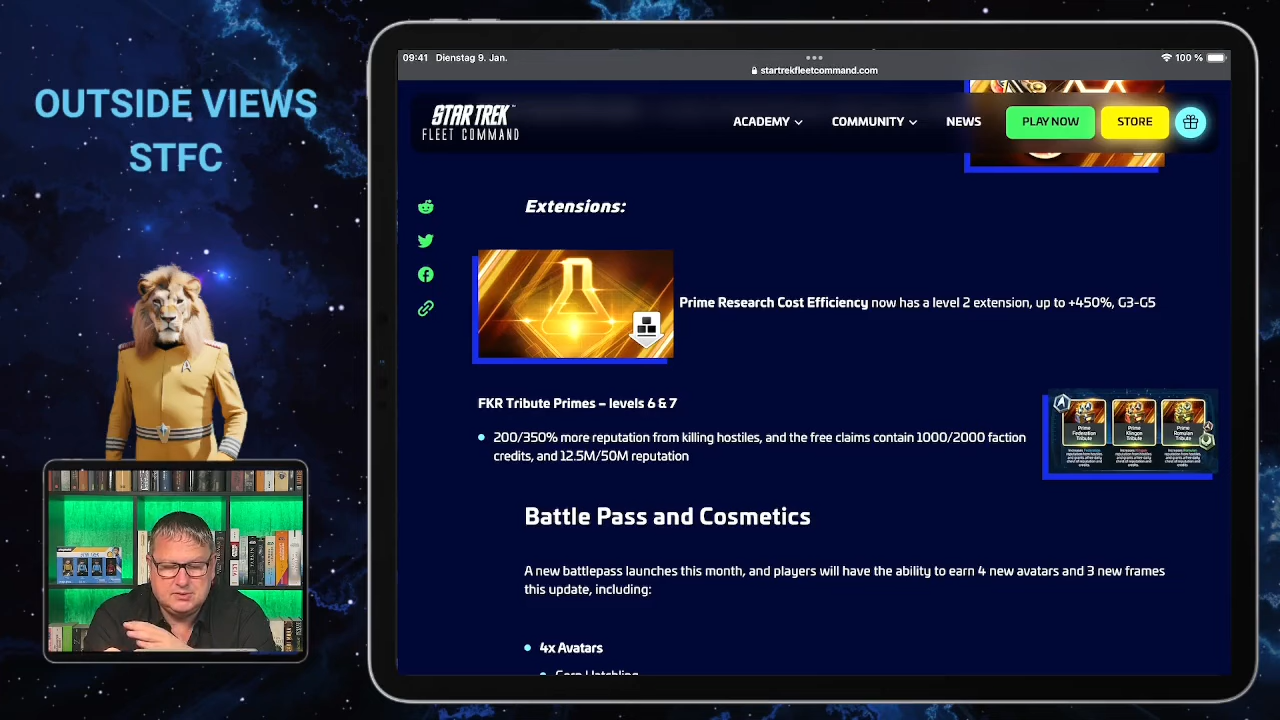 OUTSIDE VIEWS
STFC
09:41 Dienstag 9. Jan.
100 %
startrekfleetcommand.com
STAR TREK
FLEET COMMAND
ACADEMY
COMMUNITY
NEWS
PLAY NOW
STORE
Extensions:
Prime Research Cost Efficiency now has a level 2 extension, up to +450%, G3-G5
FKR Tribute Primes – levels 6 & 7
200/350% more reputation from killing hostiles, and the free claims contain 1000/2000 faction
credits, and 12.5M/50M reputation
Prime
Federation
Tribute
Prime
Klingon
Tribute
Prime
Romulan
Tribute
Battle Pass and Cosmetics
A new battlepass launches this month, and players will have the ability to earn 4 new avatars and 3 new frames
this update, including:
4x Avatars
Gorn Hatchling